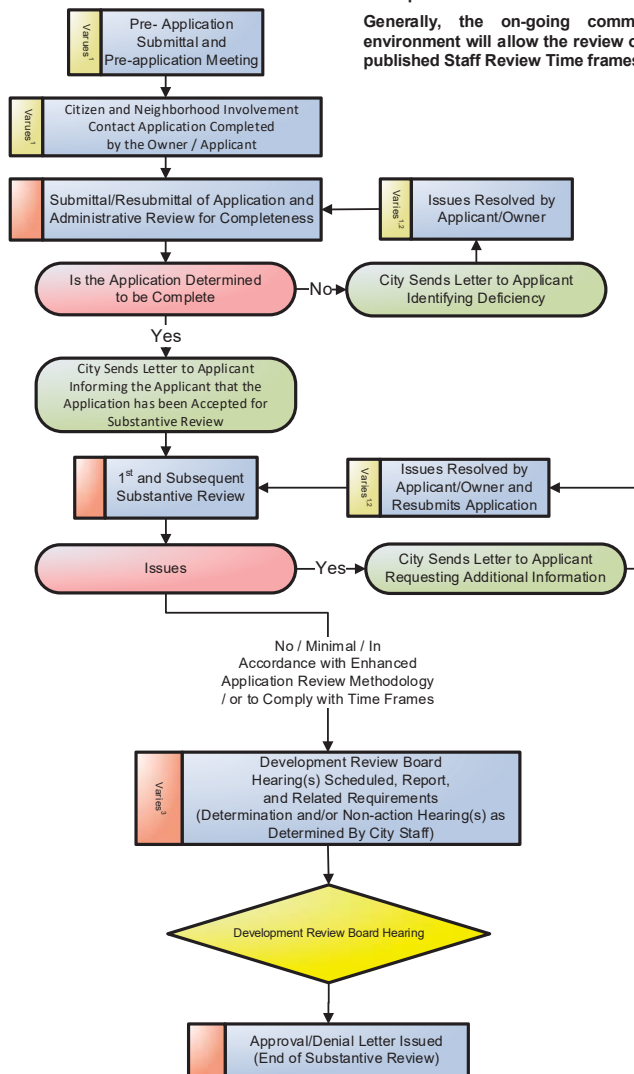 Generally, the on-going comm
environment will allow the review o
published Staff Review Time frames
Varues1
Pre- Application
Submittal and
Pre-application Meeting
Varues1
Citizen and Neighborhood Involvement
Contact Application Completed
by the Owner / Applicant
Submittal/Resubmittal of Application and
Administrative Review for Completeness
Varies1,2
Issues Resolved by
Applicant/Owner
Is the Application Determined
to be Complete
No
City Sends Letter to Applicant
Identifying Deficiency
Yes
City Sends Letter to Applicant
Informing the Applicant that the
Application has been Accepted for
Substantive Review
1st and Subsequent
Substantive Review
Varies1,2
Issues Resolved by
Applicant/Owner and
Resubmits Application
Issues
Yes
City Sends Letter to Applicant
Requesting Additional Information
No / Minimal / In
Accordance with Enhanced
Application Review Methodology
/ or to Comply with Time Frames
Varies3
Development Review Board
Hearing(s) Scheduled, Report,
and Related Requirements
(Determination and/or Non-action Hearing(s) as
Determined By City Staff)
Development Review Board Hearing
Approval/Denial Letter Issued
(End of Substantive Review)